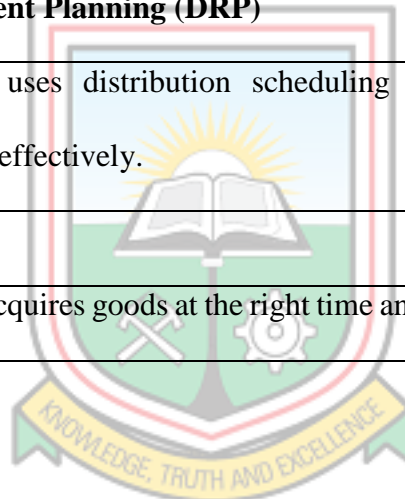 ent Planning (DRP)
uses distribution scheduling
effectively.
cquires goods at the right time an
KNOWLEDGE, TRUTH AND EXCELLENCE